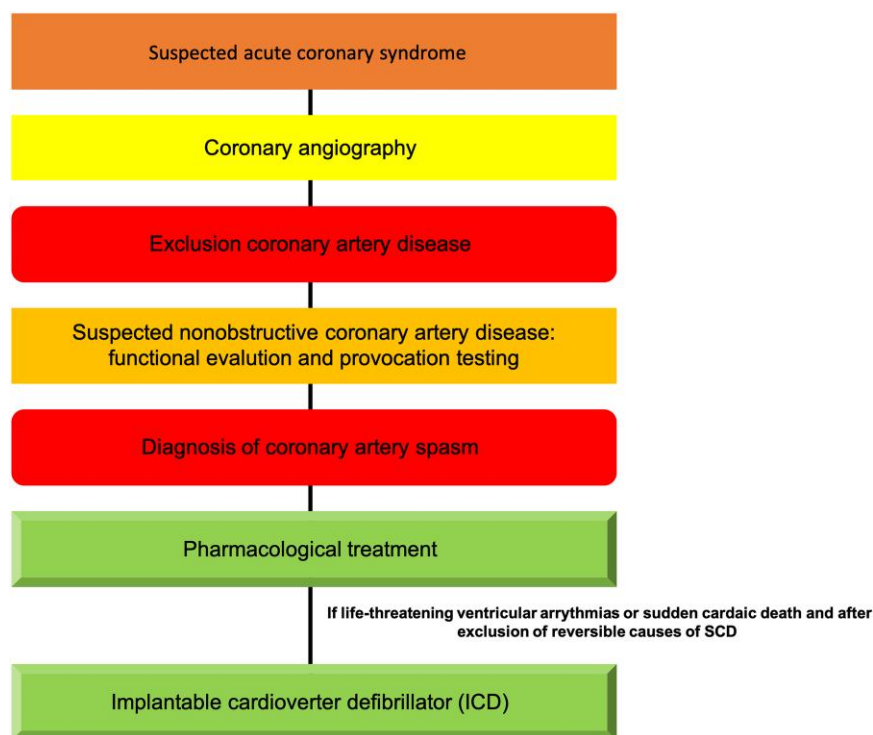 Suspected acute coronary syndrome
Coronary angiography
Exclusion coronary artery disease
Suspected nonobstructive coronary artery disease:
functional evalution and provocation testing
Diagnosis of coronary artery spasm
Pharmacological treatment
If life-threatening ventricular arrythmias or sudden cardaic death and after
exclusion of reversible causes of SCD
Implantable cardioverter defibrillator (ICD)